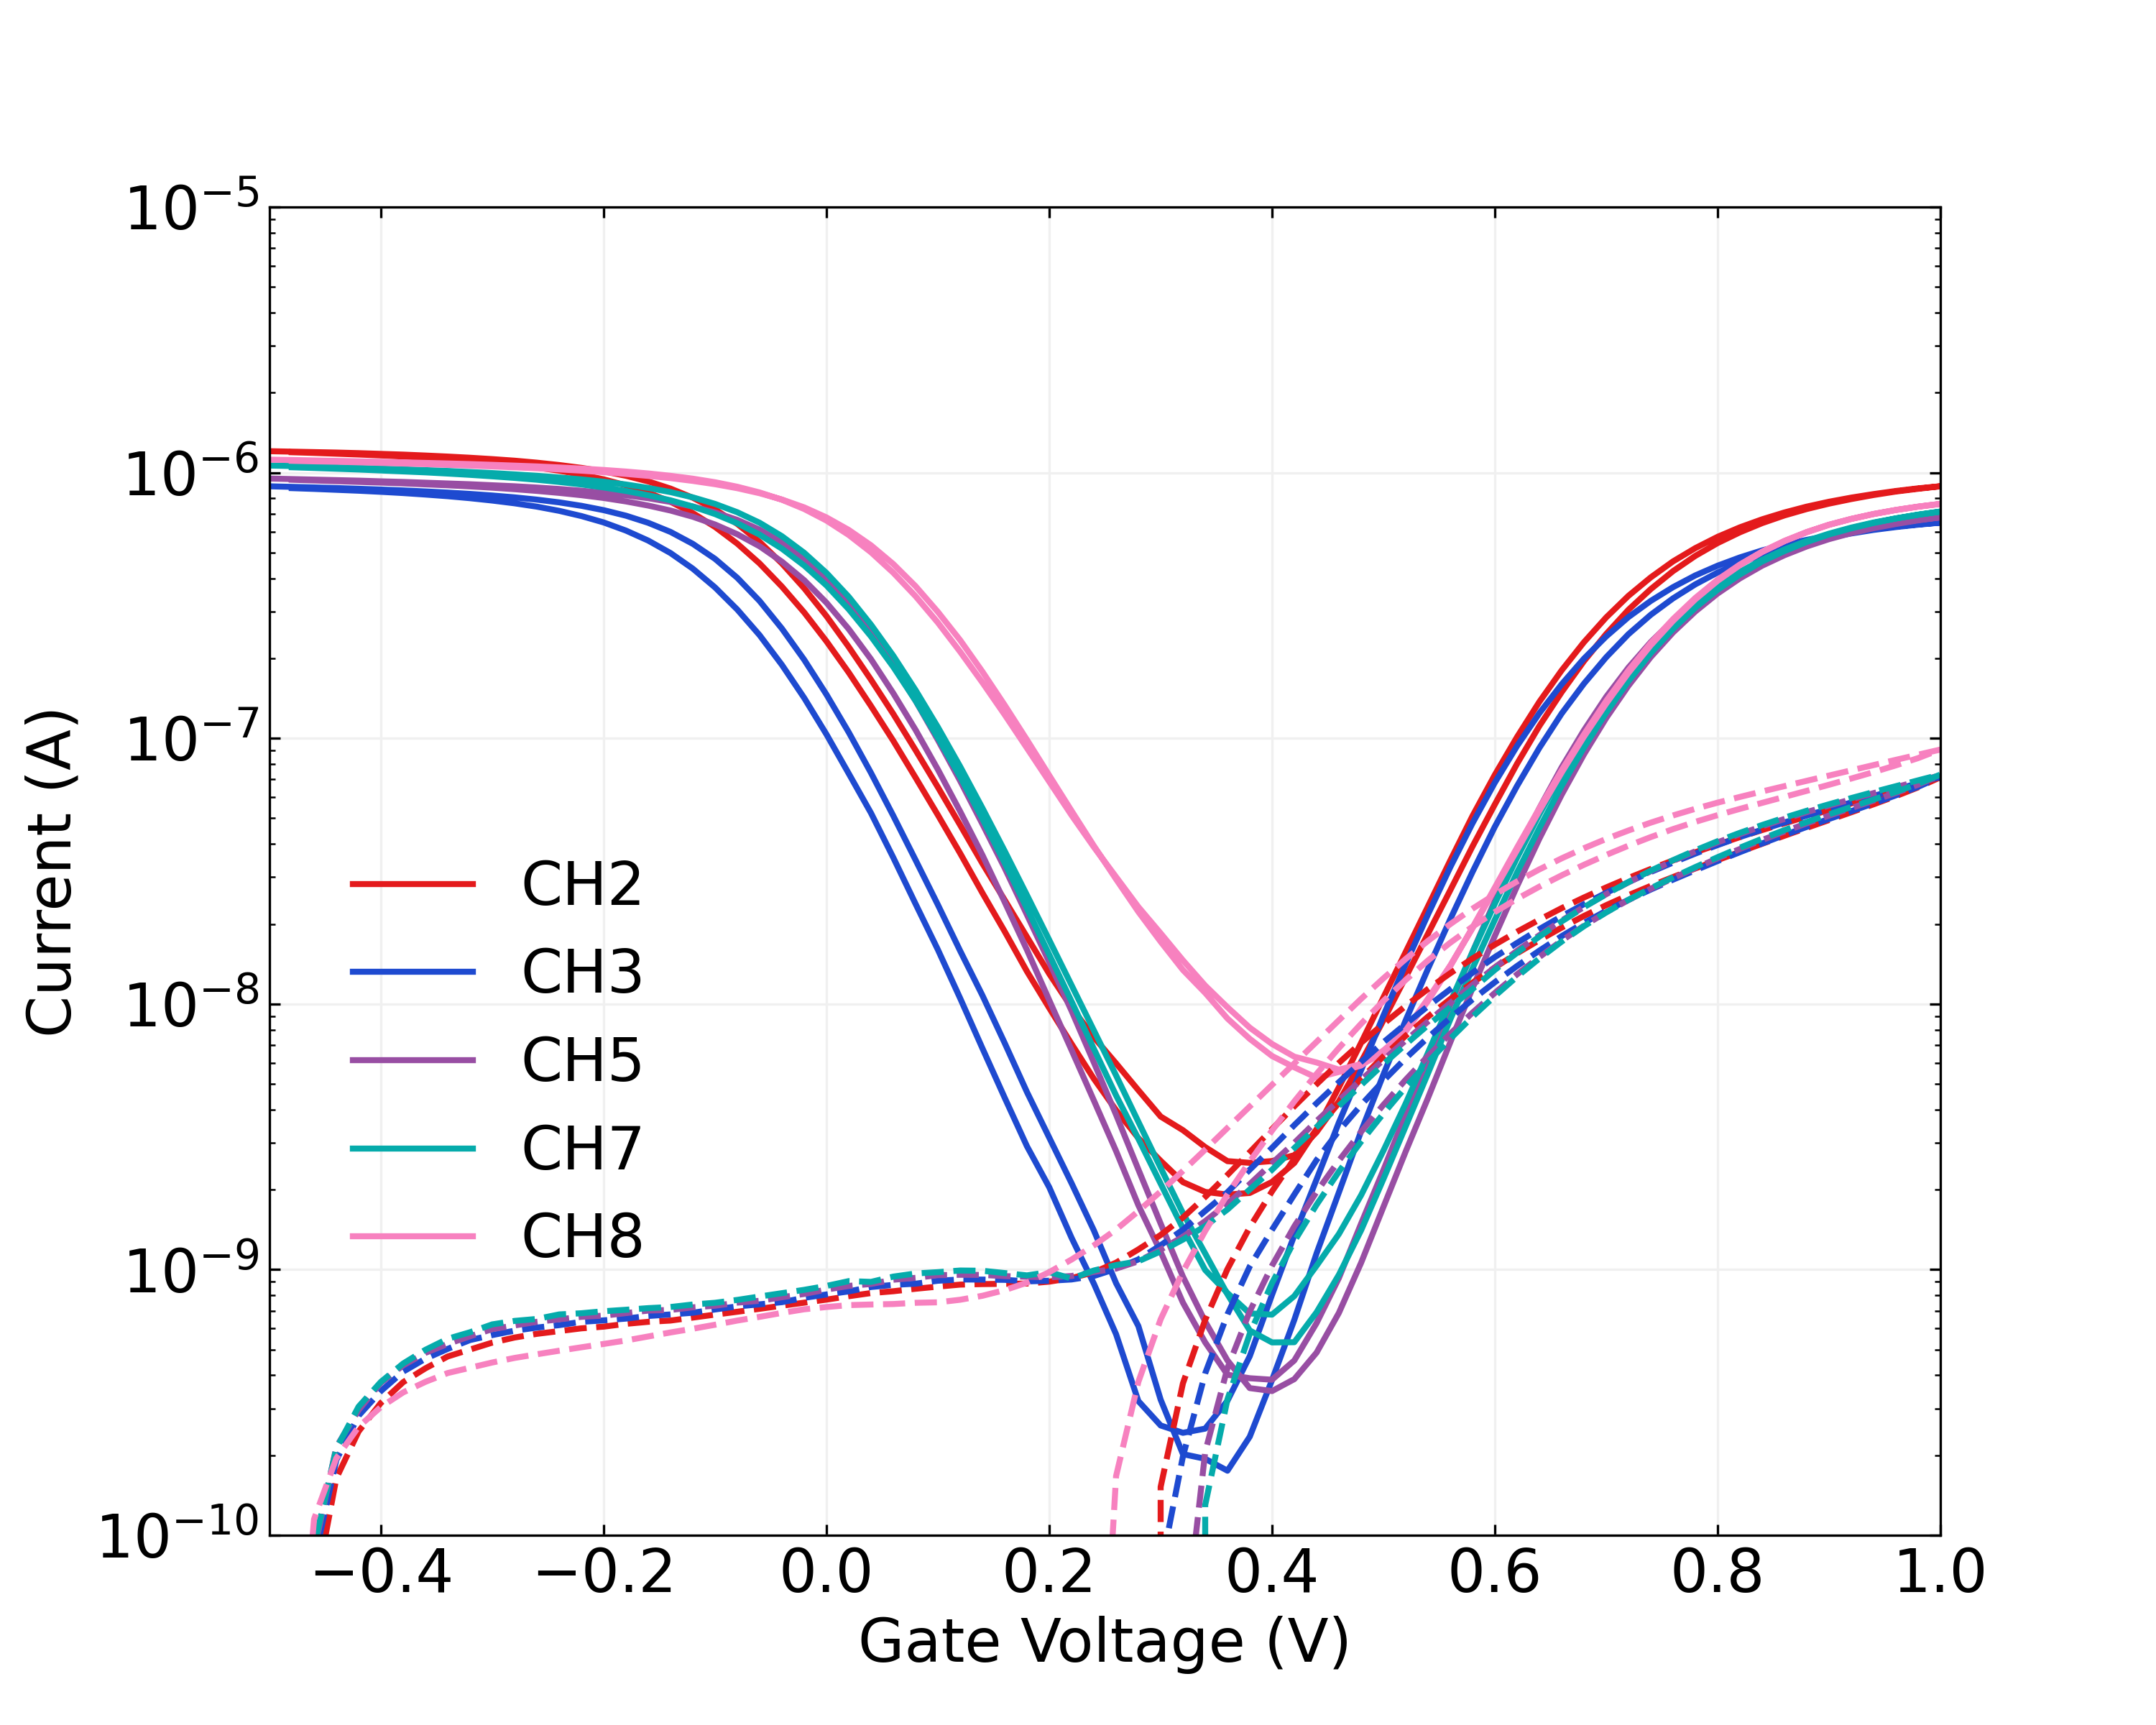 10⁻⁵
10⁻⁶
10⁻⁷
10⁻⁸
10⁻⁹
10⁻¹⁰
Current (A)
CH2
CH3
CH5
CH7
CH8
−0.4 −0.2 0.0 0.2 0.4 0.6 0.8 1.0
Gate Voltage (V)